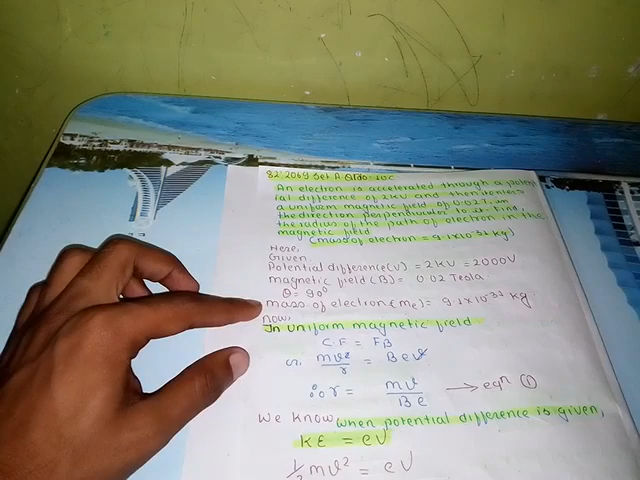 82. 2069 Set A Q.No. 10c
An electron is accelerated through a potent
ial difference of 2kV and then enters
a uniform magnetic field of 0.02T, in
the direction perpendicular to it. Find
the radius of the path of electron in the
magnetic field
(mass of electron = 9.1×10⁻³¹ kg)
Here,
Given,
Potential difference(V) = 2kV = 2000V
magnetic field (B) = 0.02 Tesla
θ = 90°
mass of electron(me) = 9.1×10⁻³¹ kg
Now,
In uniform magnetic field
C.F = FB
or, mv²/r = Bev
∴ r = mv/Be → eqn ①
We know, when potential difference is given,
KE = eV
1/2 mv² = eV